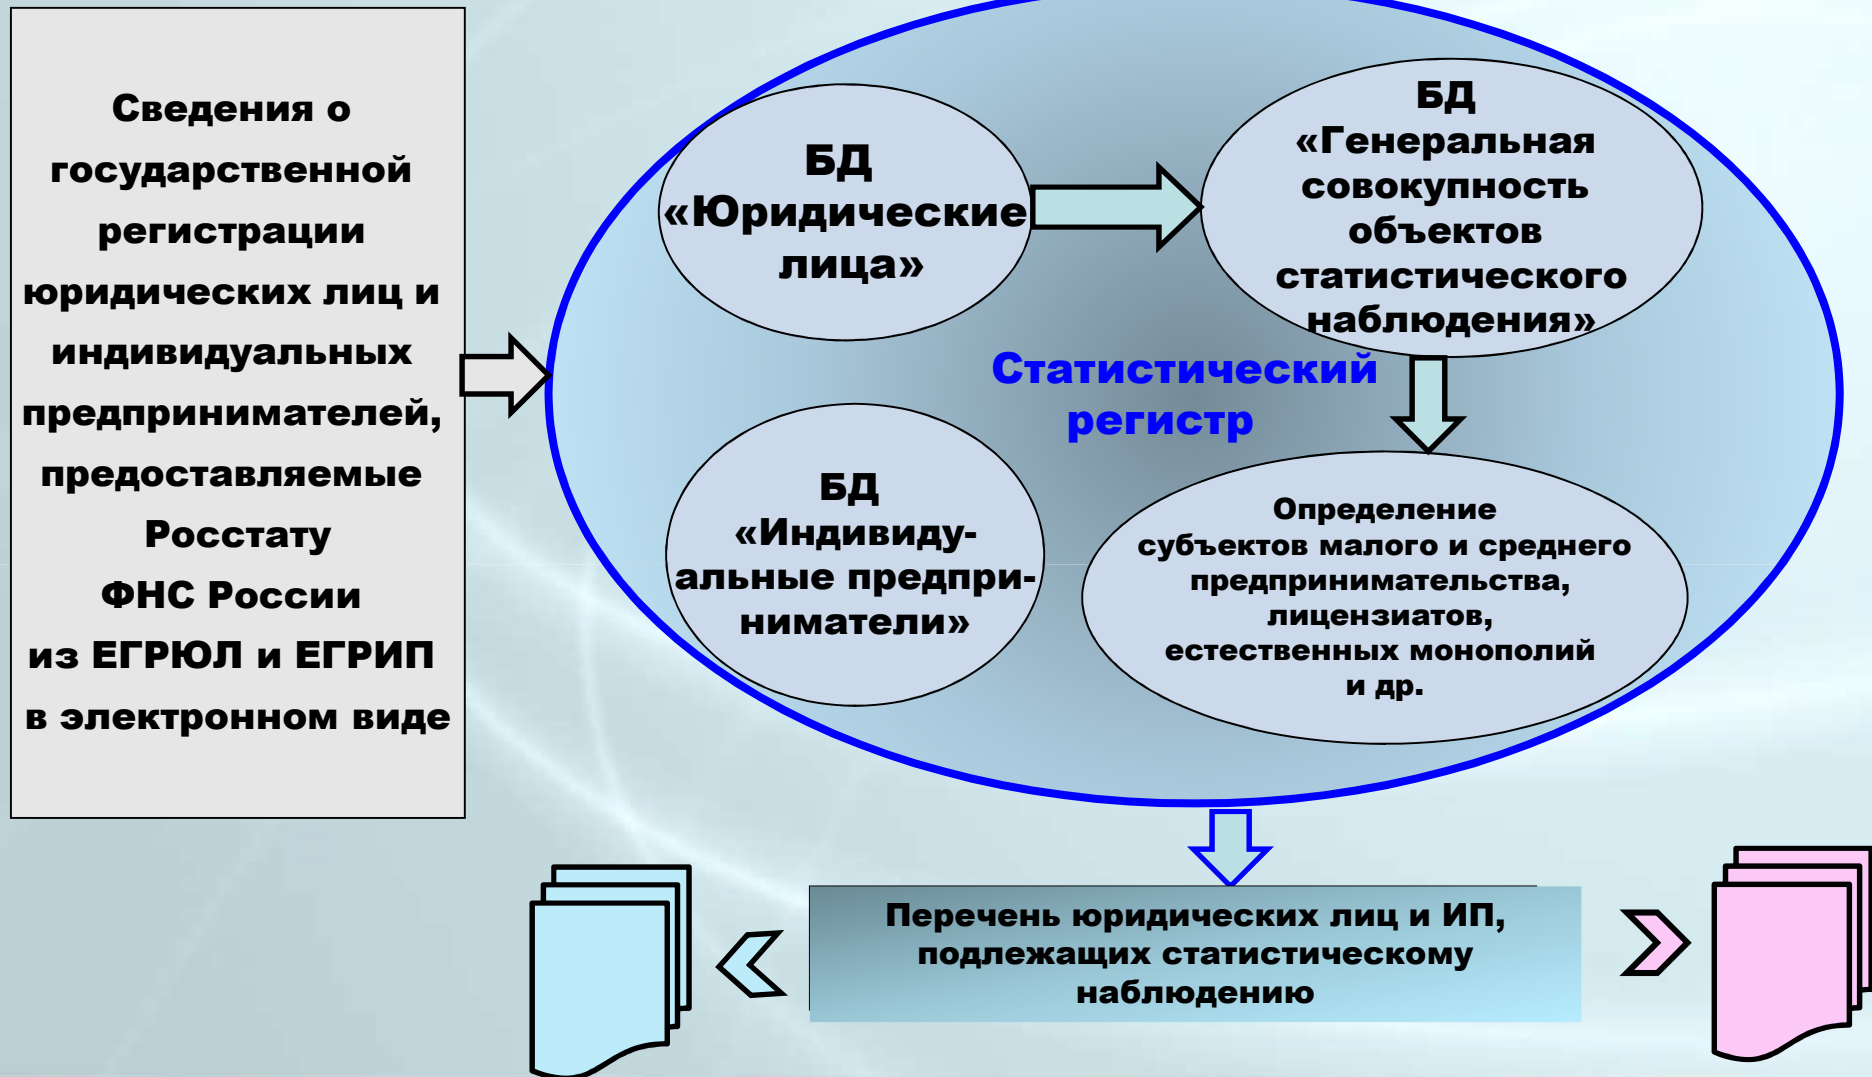 Сведения о
государственной
регистрации
юридических лиц и
индивидуальных
предпринимателей,
предоставляемые
Росстату
ФНС России
из ЕГРЮЛ и ЕГРИП
в электронном виде
БД
«Юридические
лица»
БД
«Генеральная
совокупность
объектов
статистического
наблюдения»
Статистический
регистр
БД
«Индивиду-
альные предпри-
ниматели»
Определение
субъектов малого и среднего
предпринимательства,
лицензиатов,
естественных монополий
и др.
Перечень юридических лиц и ИП,
подлежащих статистическому
наблюдению